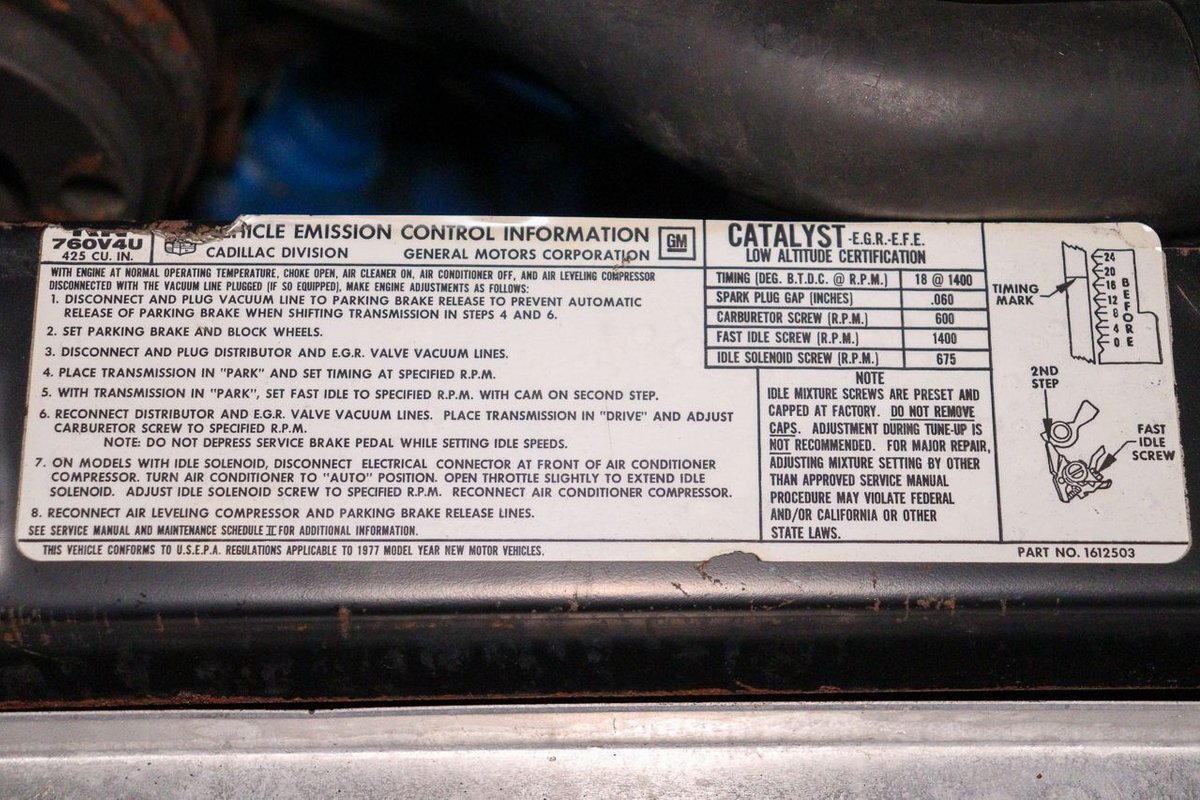 760V4U
425 CU. IN.
EHICLE EMISSION CONTROL INFORMATION
CADILLAC DIVISION GENERAL MOTORS CORPORATION
GM
WITH ENGINE AT NORMAL OPERATING TEMPERATURE, CHOKE OPEN, AIR CLEANER ON, AIR CONDITIONER OFF, AND AIR LEVELING COMPRESSOR
DISCONNECTED WITH THE VACUUM LINE PLUGGED (IF SO EQUIPPED), MAKE ENGINE ADJUSTMENTS AS FOLLOWS:
1. DISCONNECT AND PLUG VACUUM LINE TO PARKING BRAKE RELEASE TO PREVENT AUTOMATIC
RELEASE OF PARKING BRAKE WHEN SHIFTING TRANSMISSION IN STEPS 4 AND 6.
2. SET PARKING BRAKE AND BLOCK WHEELS.
3. DISCONNECT AND PLUG DISTRIBUTOR AND E.G.R. VALVE VACUUM LINES.
4. PLACE TRANSMISSION IN "PARK" AND SET TIMING AT SPECIFIED R.P.M.
5. WITH TRANSMISSION IN "PARK", SET FAST IDLE TO SPECIFIED R.P.M. WITH CAM ON SECOND STEP.
6. RECONNECT DISTRIBUTOR AND E.G.R. VALVE VACUUM LINES. PLACE TRANSMISSION IN "DRIVE" AND ADJUST
CARBURETOR SCREW TO SPECIFIED R.P.M.
NOTE: DO NOT DEPRESS SERVICE BRAKE PEDAL WHILE SETTING IDLE SPEEDS.
7. ON MODELS WITH IDLE SOLENOID, DISCONNECT ELECTRICAL CONNECTOR AT FRONT OF AIR CONDITIONER
COMPRESSOR. TURN AIR CONDITIONER TO "AUTO" POSITION. OPEN THROTTLE SLIGHTLY TO EXTEND IDLE
SOLENOID. ADJUST IDLE SOLENOID SCREW TO SPECIFIED R.P.M. RECONNECT AIR CONDITIONER COMPRESSOR.
8. RECONNECT AIR LEVELING COMPRESSOR AND PARKING BRAKE RELEASE LINES.
SEE SERVICE MANUAL AND MAINTENANCE SCHEDULE II FOR ADDITIONAL INFORMATION.
THIS VEHICLE CONFORMS TO U.S.E.P.A. REGULATIONS APPLICABLE TO 1977 MODEL YEAR NEW MOTOR VEHICLES.
CATALYST -E.G.R.-E.F.E.
LOW ALTITUDE CERTIFICATION
TIMING (DEG. B.T.D.C. @ R.P.M.) 18 @ 1400
SPARK PLUG GAP (INCHES) .060
CARBURETOR SCREW (R.P.M.) 600
FAST IDLE SCREW (R.P.M.) 1400
IDLE SOLENOID SCREW (R.P.M.) 675
NOTE
IDLE MIXTURE SCREWS ARE PRESET AND
CAPPED AT FACTORY. DO NOT REMOVE
CAPS. ADJUSTMENT DURING TUNE-UP IS
NOT RECOMMENDED. FOR MAJOR REPAIR,
ADJUSTING MIXTURE SETTING BY OTHER
THAN APPROVED SERVICE MANUAL
PROCEDURE MAY VIOLATE FEDERAL
AND/OR CALIFORNIA OR OTHER
STATE LAWS.
TIMING
MARK
24
20
16
12
8
4
0
BEFORE
2ND
STEP
FAST
IDLE
SCREW
PART NO. 1612503